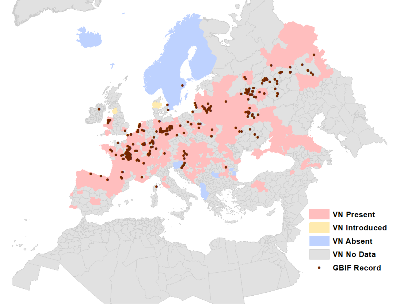 VN Present
VN Introduced
VN Absent
VN No Data
GBIF Record